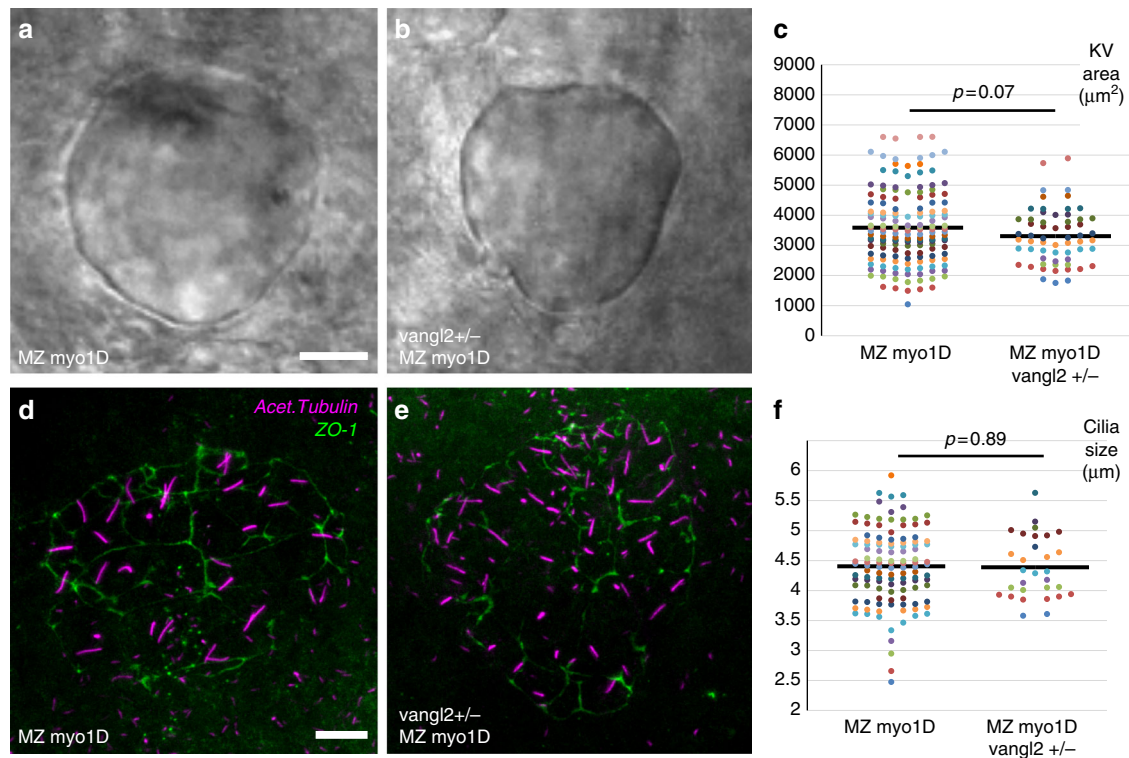 a
MZ myo1D
b
vangl2+/–
MZ myo1D
c
KV
area
(μm²)
9000
8000
7000
6000
5000
4000
3000
2000
1000
0
p=0.07
MZ myo1D
MZ myo1D
vangl2 +/–
d
Acet.Tubulin
ZO-1
MZ myo1D
e
vangl2+/–
MZ myo1D
f
Cilia
size
(μm)
6
5.5
5
4.5
4
3.5
3
2.5
2
p=0.89
MZ myo1D
MZ myo1D
vangl2 +/–